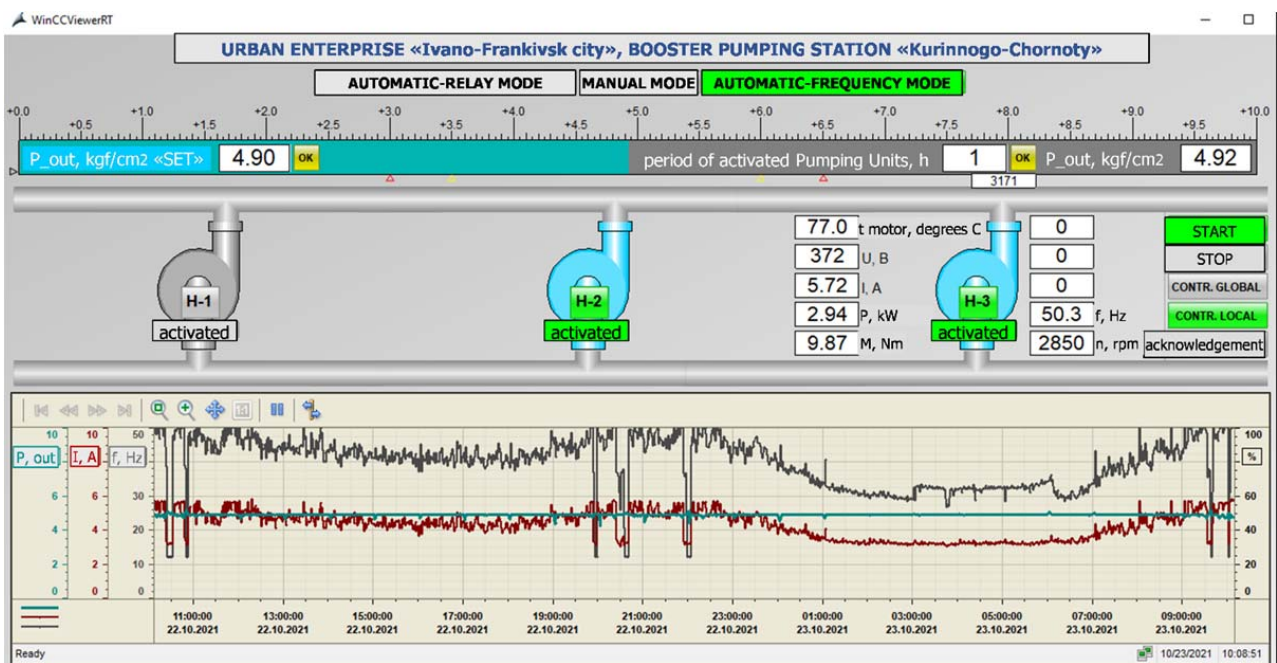 WinCCViewerRT
URBAN ENTERPRISE «Ivano-Frankivsk city», BOOSTER PUMPING STATION «Kurinnogo-Chornoty»
AUTOMATIC-RELAY MODE MANUAL MODE AUTOMATIC-FREQUENCY MODE
+0.0 +1.0 +2.0 +3.0 +4.0 +5.0 +6.0 +7.0 +8.0 +9.0 +10.0
+0.5 +1.5 +2.5 +3.5 +4.5 +5.5 +6.5 +7.5 +8.5 +9.5
P_out, kgf/cm2 «SET» 4.90 OK period of activated Pumping Units, h 1 OK P_out, kgf/cm2 4.92
3171
77.0 t motor, degrees C 0 START
372 U, B 0 STOP
5.72 I, A 0 CONTR. GLOBAL
H-1 H-2 H-3
2.94 P, kW 50.3 f, Hz CONTR. LOCAL
activated activated activated
9.87 M, Nm 2850 n, rpm acknowledgement
10 10 50 100
P, out I, A f, Hz %
6 6 30 60
4 4 20 40
2 2 10 20
0 0 0 0
11:00:00 13:00:00 15:00:00 17:00:00 19:00:00 21:00:00 23:00:00 01:00:00 03:00:00 05:00:00 07:00:00 09:00:00
22.10.2021 22.10.2021 22.10.2021 22.10.2021 22.10.2021 22.10.2021 22.10.2021 23.10.2021 23.10.2021 23.10.2021 23.10.2021 23.10.2021
Ready 10/23/2021 10:08:51